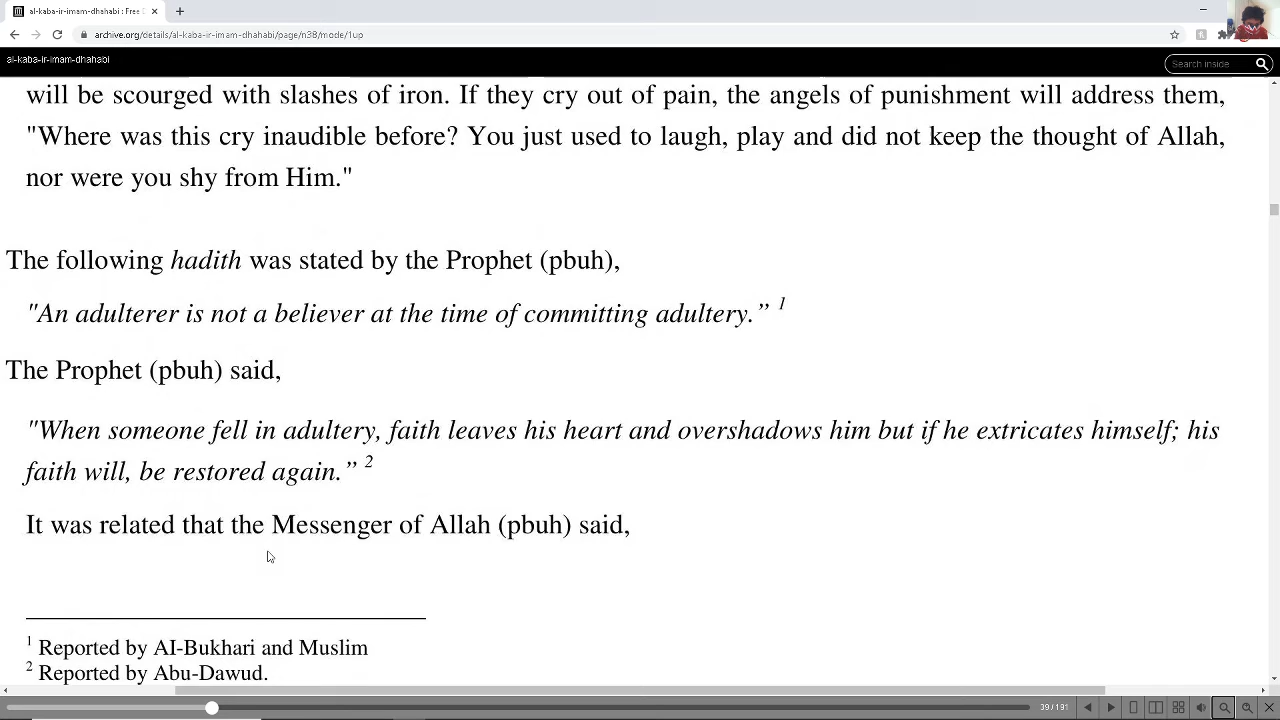 al-kaba-ir-imam-dhahabi : Free
archive.org/details/al-kaba-ir-imam-dhahabi/page/n38/mode/1up
al-kaba-ir-imam-dhahabi
Search inside
will be scourged with slashes of iron. If they cry out of pain, the angels of punishment will address them,
"Where was this cry inaudible before? You just used to laugh, play and did not keep the thought of Allah,
nor were you shy from Him."
The following hadith was stated by the Prophet (pbuh),
"An adulterer is not a believer at the time of committing adultery.” 1
The Prophet (pbuh) said,
"When someone fell in adultery, faith leaves his heart and overshadows him but if he extricates himself; his
faith will, be restored again.” 2
It was related that the Messenger of Allah (pbuh) said,
1 Reported by AI-Bukhari and Muslim
2 Reported by Abu-Dawud.
39 / 191